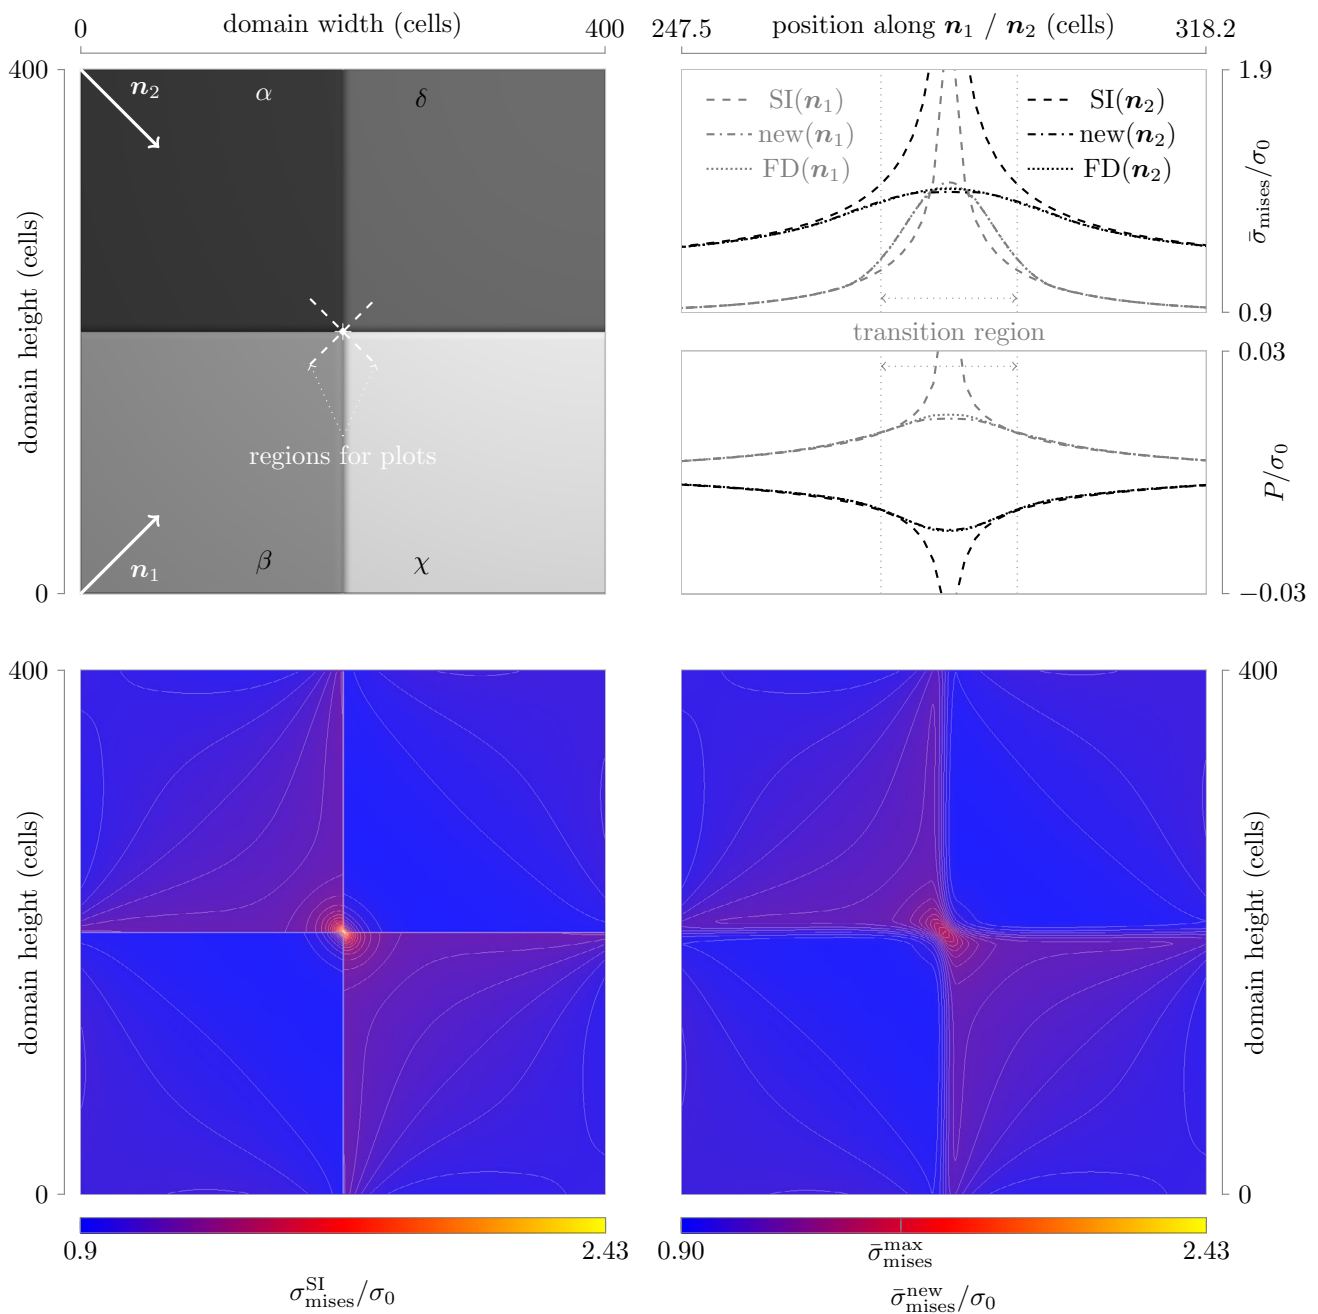 0 domain width (cells) 400
247.5 position along n₁ / n₂ (cells) 318.2
400
n₂
α
δ
domain height (cells)
regions for plots
n₁
β
χ
0
SI(n₁)
new(n₁)
FD(n₁)
SI(n₂)
new(n₂)
FD(n₂)
1.9
σ̄mises/σ₀
0.9
transition region
0.03
P/σ₀
−0.03
400
domain height (cells)
0
0.9
2.43
σ^SI_mises/σ₀
400
domain height (cells)
0
0.90
σ̄^max_mises
2.43
σ̄^new_mises/σ₀